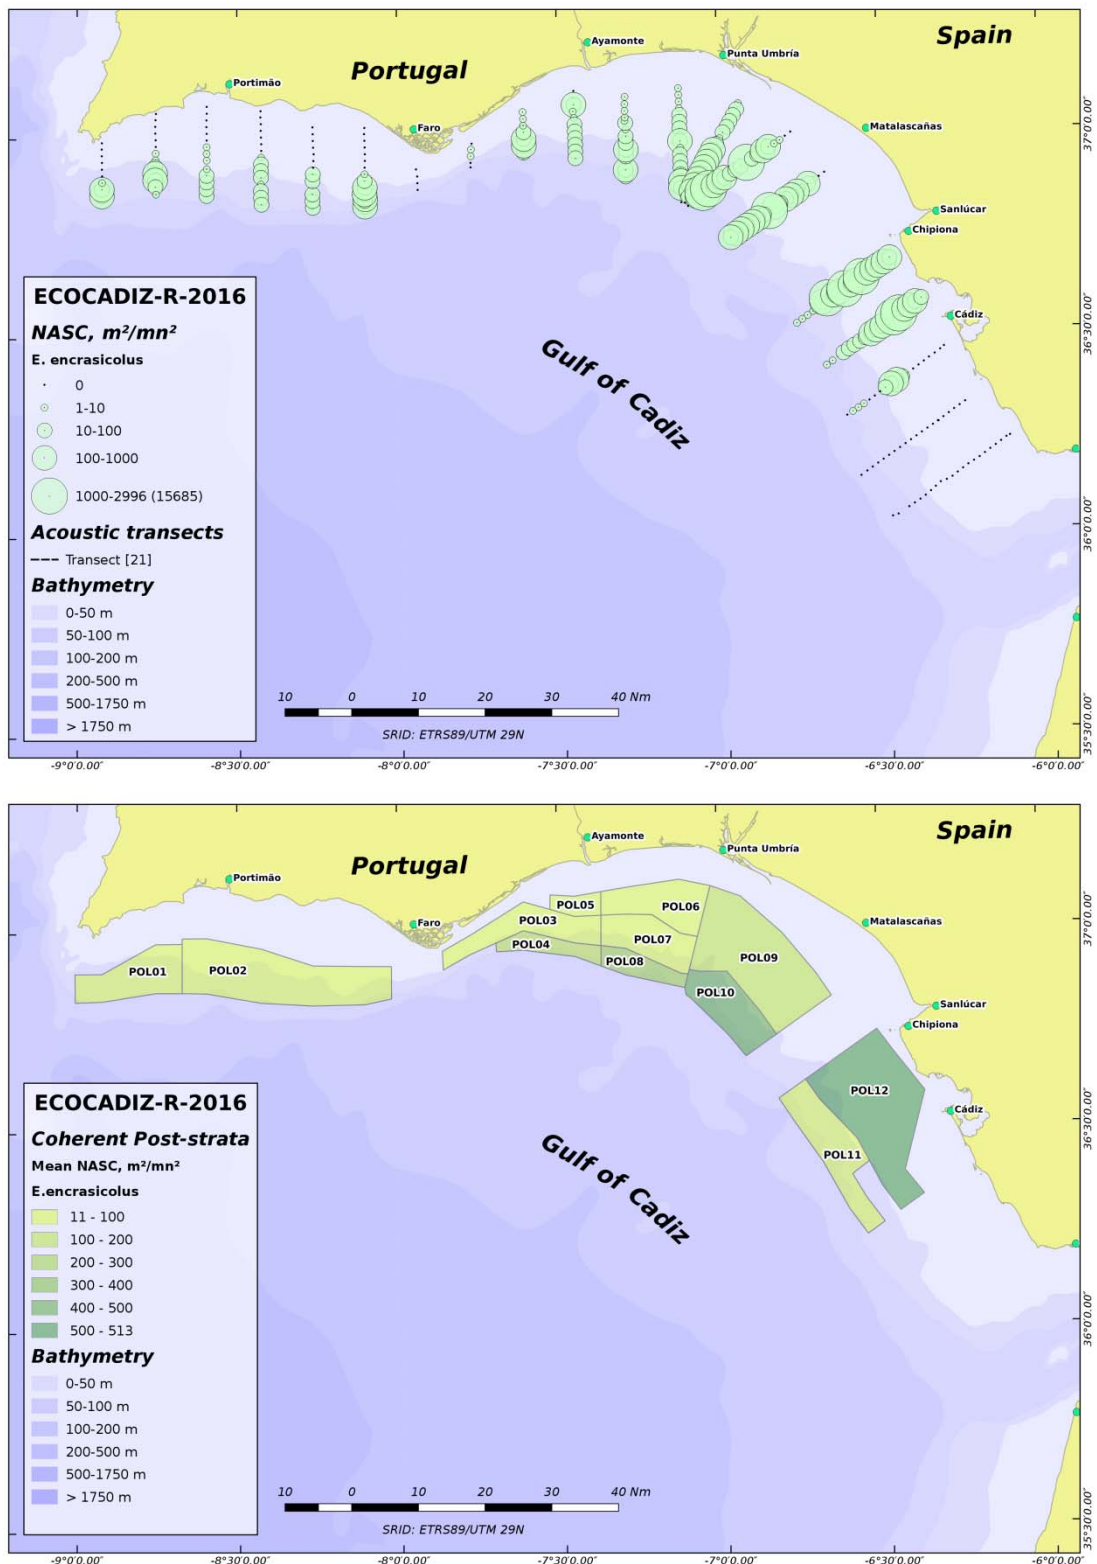 Spain
Ayamonte
Punta Umbría
Portugal
Portimão
Faro
Matalascañas
Sanlúcar
Chipiona
Cádiz
Gulf of Cadiz
ECOCADIZ-R-2016
NASC, m²/mn²
E. encrasicolus
0
1-10
10-100
100-1000
1000-2996 (15685)
Acoustic transects
Transect [21]
Bathymetry
0-50 m
50-100 m
100-200 m
200-500 m
500-1750 m
> 1750 m
10 0 10 20 30 40 Nm
SRID: ETRS89/UTM 29N
37°0'0.00"
36°30'0.00"
36°0'0.00"
35°30'0.00"
-9°0'0.00" -8°30'0.00" -8°0'0.00" -7°30'0.00" -7°0'0.00" -6°30'0.00" -6°0'0.00"
Spain
Ayamonte
Punta Umbría
Portugal
Portimão
Faro
Matalascañas
Sanlúcar
Chipiona
Cádiz
POL01
POL02
POL03
POL04
POL05
POL06
POL07
POL08
POL09
POL10
POL11
POL12
Gulf of Cadiz
ECOCADIZ-R-2016
Coherent Post-strata
Mean NASC, m²/mn²
E.encrasicolus
11 - 100
100 - 200
200 - 300
300 - 400
400 - 500
500 - 513
Bathymetry
0-50 m
50-100 m
100-200 m
200-500 m
500-1750 m
> 1750 m
10 0 10 20 30 40 Nm
SRID: ETRS89/UTM 29N
37°0'0.00"
36°30'0.00"
36°0'0.00"
35°30'0.00"
-9°0'0.00" -8°30'0.00" -8°0'0.00" -7°30'0.00" -7°0'0.00" -6°30'0.00" -6°0'0.00"